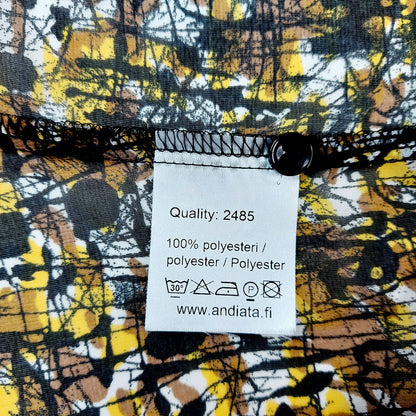 Quality: 2485
100% polyesteri /
polyester / Polyester
30°
P
www.andiata.fi